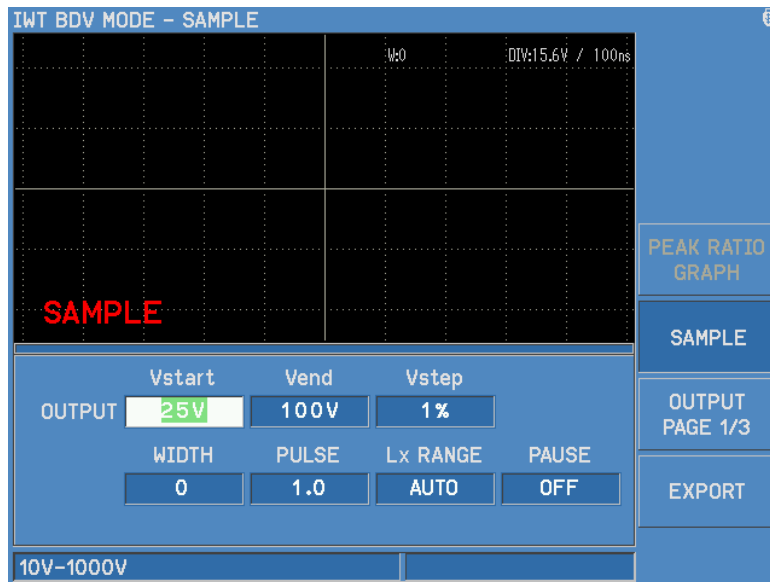 IWT BDV MODE - SAMPLE
W:0 DIV:15.6V / 100ns
SAMPLE
PEAK RATIO
GRAPH
SAMPLE
OUTPUT
PAGE 1/3
EXPORT
Vstart Vend Vstep
OUTPUT 25V 100V 1%
WIDTH PULSE Lx RANGE PAUSE
0 1.0 AUTO OFF
10V-1000V